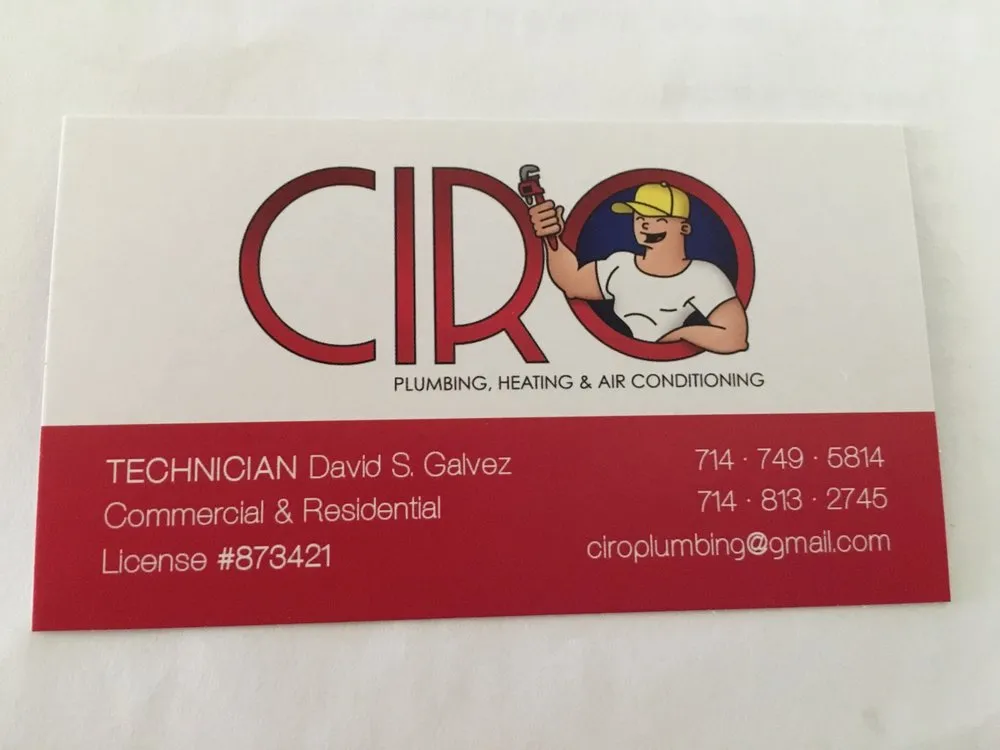 CIRO
PLUMBING, HEATING & AIR CONDITIONING
TECHNICIAN David S. Galvez
Commercial & Residential
License #873421
714 · 749 · 5814
714 · 813 · 2745
ciroplumbing@gmail.com